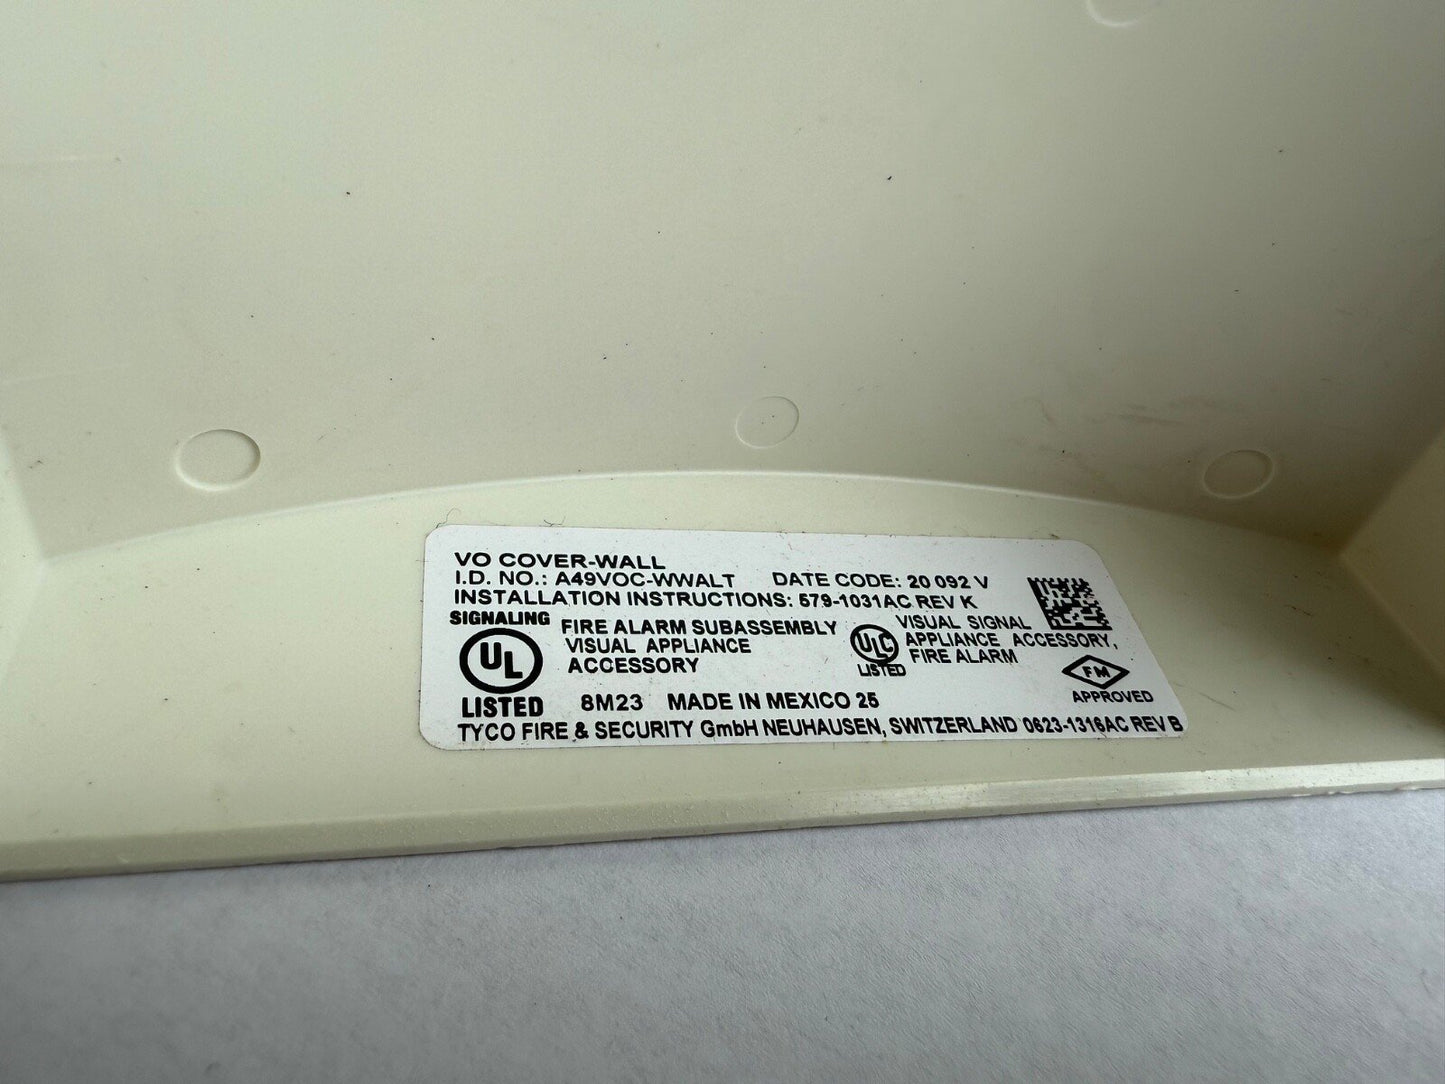 VO COVER-WALL
I.D. NO.: A49VOC-WWALT DATE CODE: 20 092 V
INSTALLATION INSTRUCTIONS: 579-1031AC REV K
SIGNALING
UL
LISTED
FIRE ALARM SUBASSEMBLY
VISUAL APPLIANCE
ACCESSORY
ULC
LISTED
VISUAL SIGNAL
APPLIANCE ACCESSORY,
FIRE ALARM
FM
APPROVED
8M23 MADE IN MEXICO 25
TYCO FIRE & SECURITY GmbH NEUHAUSEN, SWITZERLAND 0623-1316AC REV B